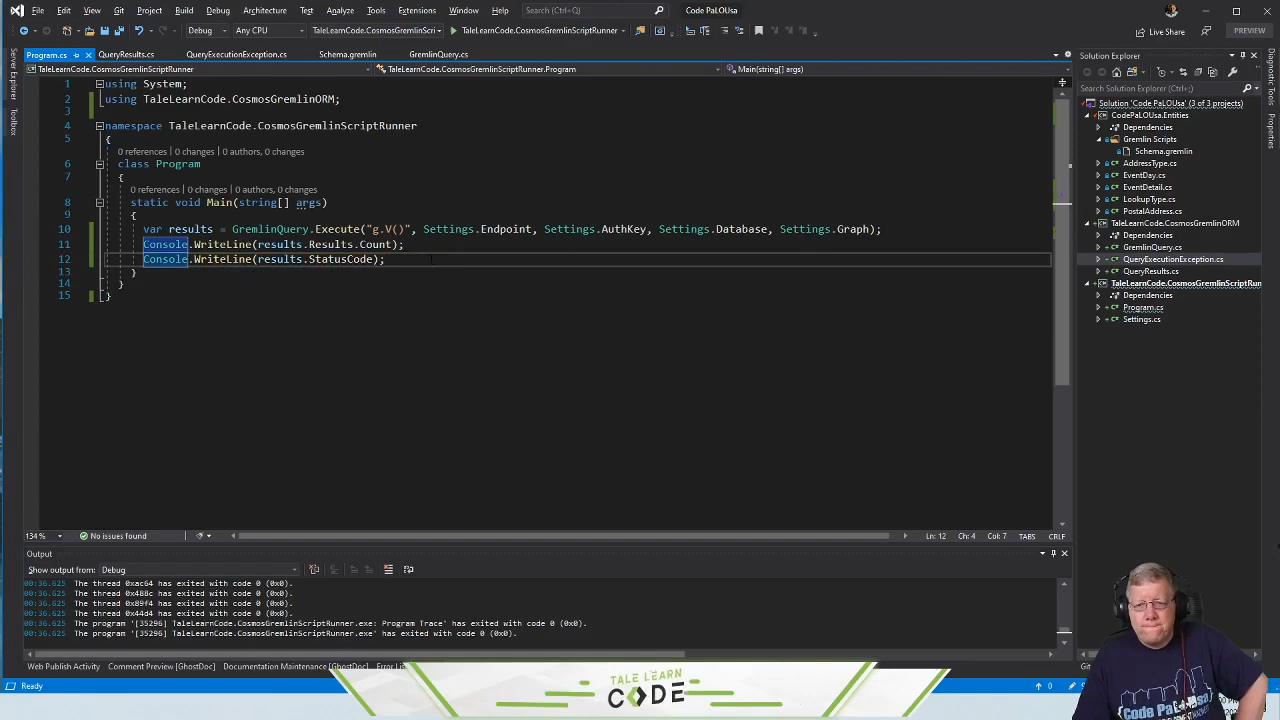 File Edit View Git Project Build Debug Architecture Test Analyze Tools Extensions Window Help Search (Ctrl+Q) Code PaLOUsa
Debug Any CPU TaleLearnCode.CosmosGremlinScri TaleLearnCode.CosmosGremlinScriptRunner Live Share PREVIEW
Program.cs QueryResults.cs QueryExecutionException.cs Schema.gremlin GremlinQuery.cs
TaleLearnCode.CosmosGremlinScriptRunner TaleLearnCode.CosmosGremlinScriptRunner.Program Main(string[] args)
Server Explorer
Toolbox
1 using System;
2 using TaleLearnCode.CosmosGremlinORM;
3
4 namespace TaleLearnCode.CosmosGremlinScriptRunner
5 {
0 references | 0 changes | 0 authors, 0 changes
6 class Program
7 {
0 references | 0 changes | 0 authors, 0 changes
8 static void Main(string[] args)
9 {
10 var results = GremlinQuery.Execute("g.V()", Settings.Endpoint, Settings.AuthKey, Settings.Database, Settings.Graph);
11 Console.WriteLine(results.Results.Count);
12 Console.WriteLine(results.StatusCode);
13 }
14 }
15 }
134 % No issues found Ln: 12 Ch: 4 Col: 7 TABS CRLF
Output
Show output from: Debug
00:36.625 The thread 0xac64 has exited with code 0 (0x0).
00:36.625 The thread 0x488c has exited with code 0 (0x0).
00:36.625 The thread 0x89f4 has exited with code 0 (0x0).
00:36.625 The thread 0x44d4 has exited with code 0 (0x0).
00:36.625 The program '[35296] TaleLearnCode.CosmosGremlinScriptRunner.exe: Program Trace' has exited with code 0 (0x0).
00:36.625 The program '[35296] TaleLearnCode.CosmosGremlinScriptRunner.exe' has exited with code 0 (0x0).
Web Publish Activity Comment Preview [GhostDoc] Documentation Maintenance [GhostDoc] Error
Ready
Solution Explorer
Search Solution Explorer (Ctrl+;)
Solution 'Code PaLOUsa' (3 of 3 projects)
CodePaLOUsa.Entities
Dependencies
Gremlin Scripts
Schema.gremlin
AddressType.cs
EventDay.cs
EventDetail.cs
LookupType.cs
PostalAddress.cs
TaleLearnCode.CosmosGremlinORM
Dependencies
GremlinQuery.cs
QueryExecutionException.cs
QueryResults.cs
TaleLearnCode.CosmosGremlinScriptRun
Dependencies
Program.cs
Settings.cs
Diagnostic Tools
Properties
TALE LEARN
CODE
Code PaLOUsa